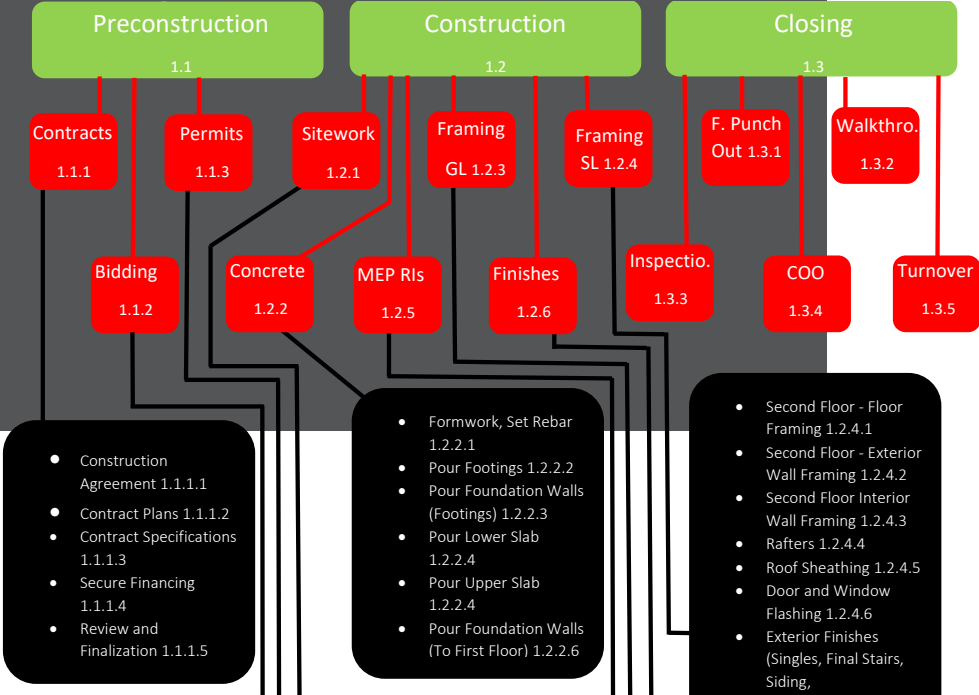 Preconstruction
1.1
Construction
1.2
Closing
1.3
Contracts
1.1.1
Permits
1.1.3
Sitework
1.2.1
Framing
GL 1.2.3
Framing
SL 1.2.4
F. Punch
Out 1.3.1
Walkthro.
1.3.2
Bidding
1.1.2
Concrete
1.2.2
MEP RIs
1.2.5
Finishes
1.2.6
Inspectio.
1.3.3
COO
1.3.4
Turnover
1.3.5
• Construction
Agreement 1.1.1.1
• Contract Plans 1.1.1.2
• Contract Specifications
1.1.1.3
• Secure Financing
1.1.1.4
• Review and
Finalization 1.1.1.5
• Formwork, Set Rebar
1.2.2.1
• Pour Footings 1.2.2.2
• Pour Foundation Walls
(Footings) 1.2.2.3
• Pour Lower Slab
1.2.2.4
• Pour Upper Slab
1.2.2.4
• Pour Foundation Walls
(To First Floor) 1.2.2.6
• Second Floor - Floor
Framing 1.2.4.1
• Second Floor - Exterior
Wall Framing 1.2.4.2
• Second Floor Interior
Wall Framing 1.2.4.3
• Rafters 1.2.4.4
• Roof Sheathing 1.2.4.5
• Door and Window
Flashing 1.2.4.6
• Exterior Finishes
(Singles, Final Stairs,
Siding,